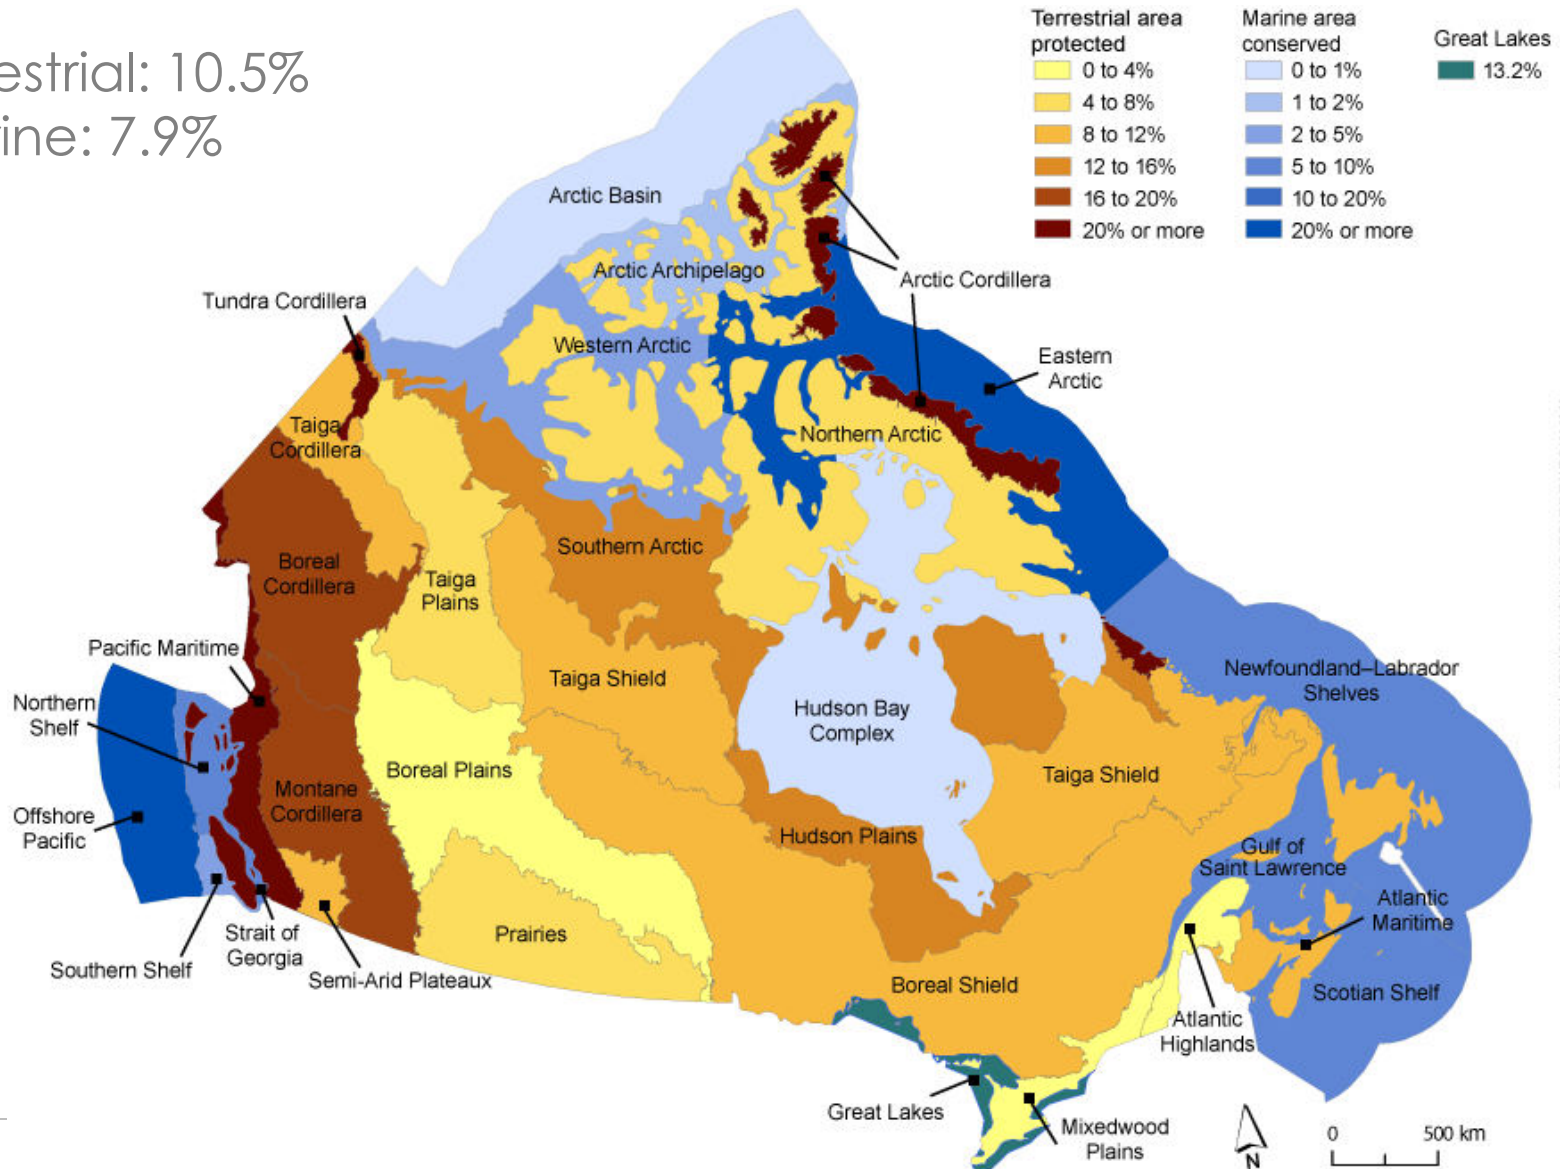 estrial: 10.5%
ine: 7.9%
Terrestrial area
protected
0 to 4%
4 to 8%
8 to 12%
12 to 16%
16 to 20%
20% or more
Marine area
conserved
0 to 1%
1 to 2%
2 to 5%
5 to 10%
10 to 20%
20% or more
Great Lakes
13.2%
Arctic Basin
Arctic Archipelago
Arctic Cordillera
Tundra Cordillera
Western Arctic
Eastern
Arctic
Taiga
Cordillera
Northern Arctic
Southern Arctic
Boreal
Cordillera
Taiga
Plains
Pacific Maritime
Taiga Shield
Newfoundland–Labrador
Shelves
Northern
Shelf
Hudson Bay
Complex
Boreal Plains
Taiga Shield
Montane
Cordillera
Offshore
Pacific
Hudson Plains
Gulf of
Saint Lawrence
Atlantic
Maritime
Prairies
Strait of
Georgia
Southern Shelf
Semi-Arid Plateaux
Boreal Shield
Scotian Shelf
Atlantic
Highlands
Great Lakes
Mixedwood
Plains
N
0 500 km